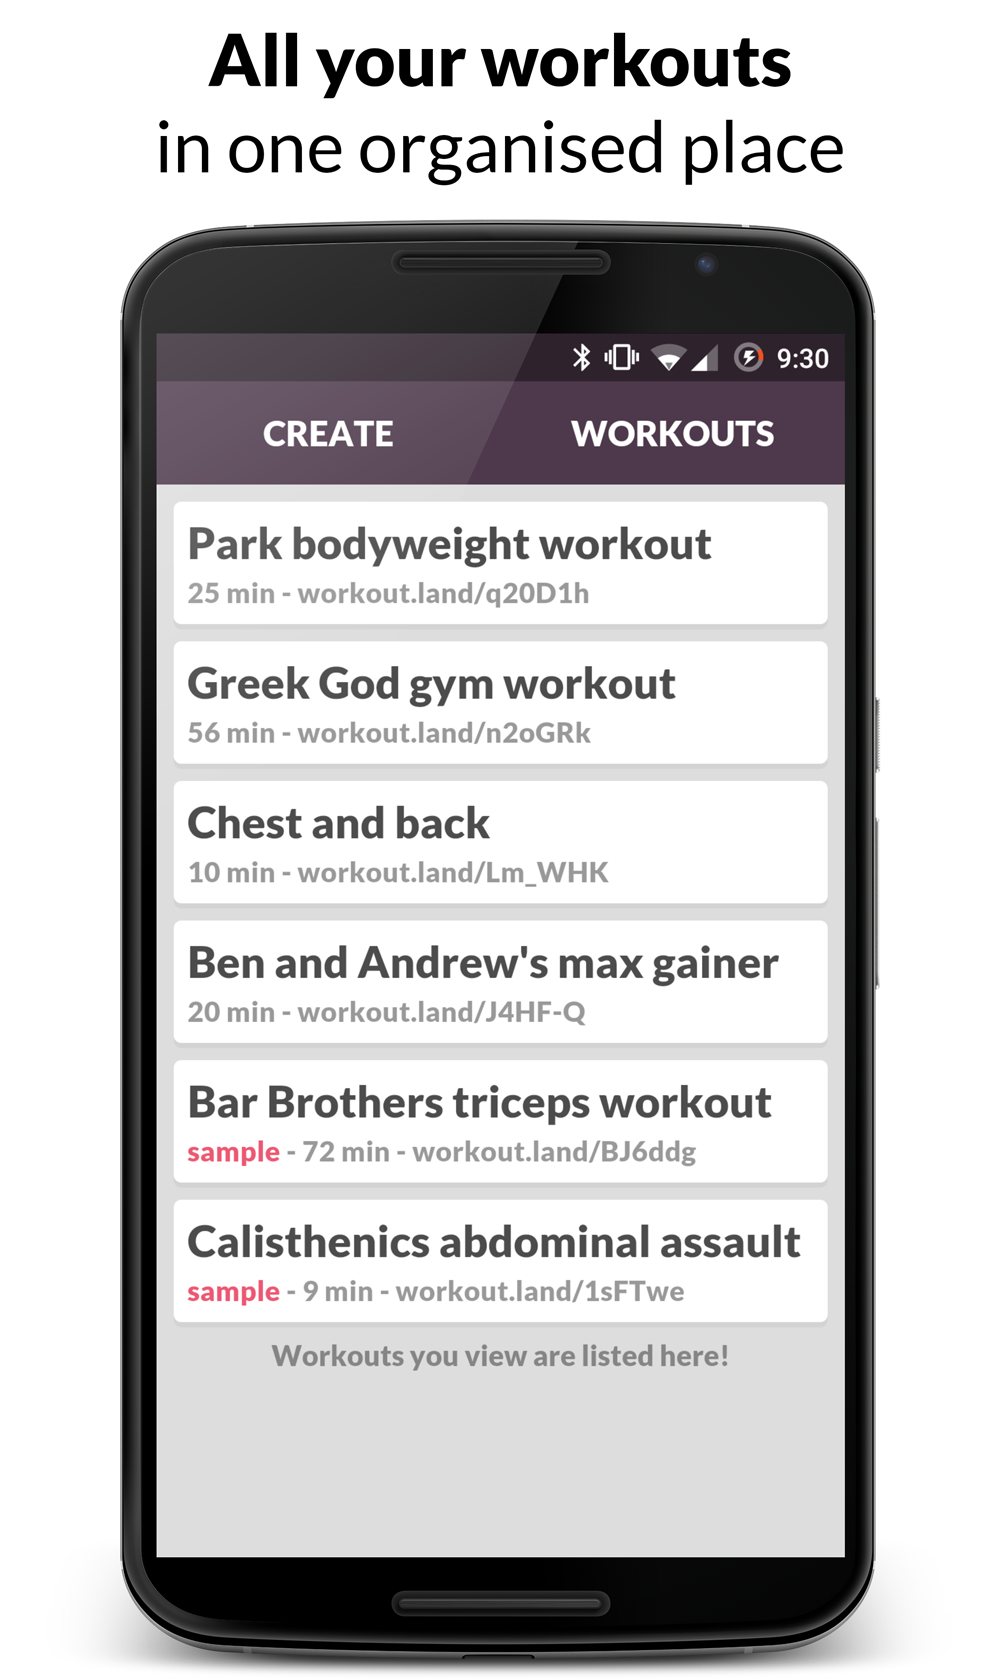 All your workouts
in one organised place
9:30
CREATE
WORKOUTS
Park bodyweight workout
25 min - workout.land/q20D1h
Greek God gym workout
56 min - workout.land/n2oGRk
Chest and back
10 min - workout.land/Lm_WHK
Ben and Andrew's max gainer
20 min - workout.land/J4HF-Q
Bar Brothers triceps workout
sample - 72 min - workout.land/BJ6ddg
Calisthenics abdominal assault
sample - 9 min - workout.land/1sFTwe
Workouts you view are listed here!